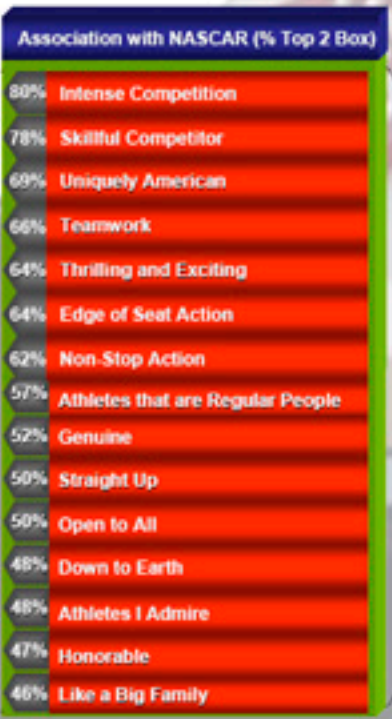 Association with NASCAR (% Top 2 Box)
80% Intense Competition
78% Skillful Competitor
69% Uniquely American
66% Teamwork
64% Thrilling and Exciting
64% Edge of Seat Action
62% Non-Stop Action
57% Athletes that are Regular People
52% Genuine
50% Straight Up
50% Open to All
48% Down to Earth
48% Athletes I Admire
47% Honorable
46% Like a Big Family